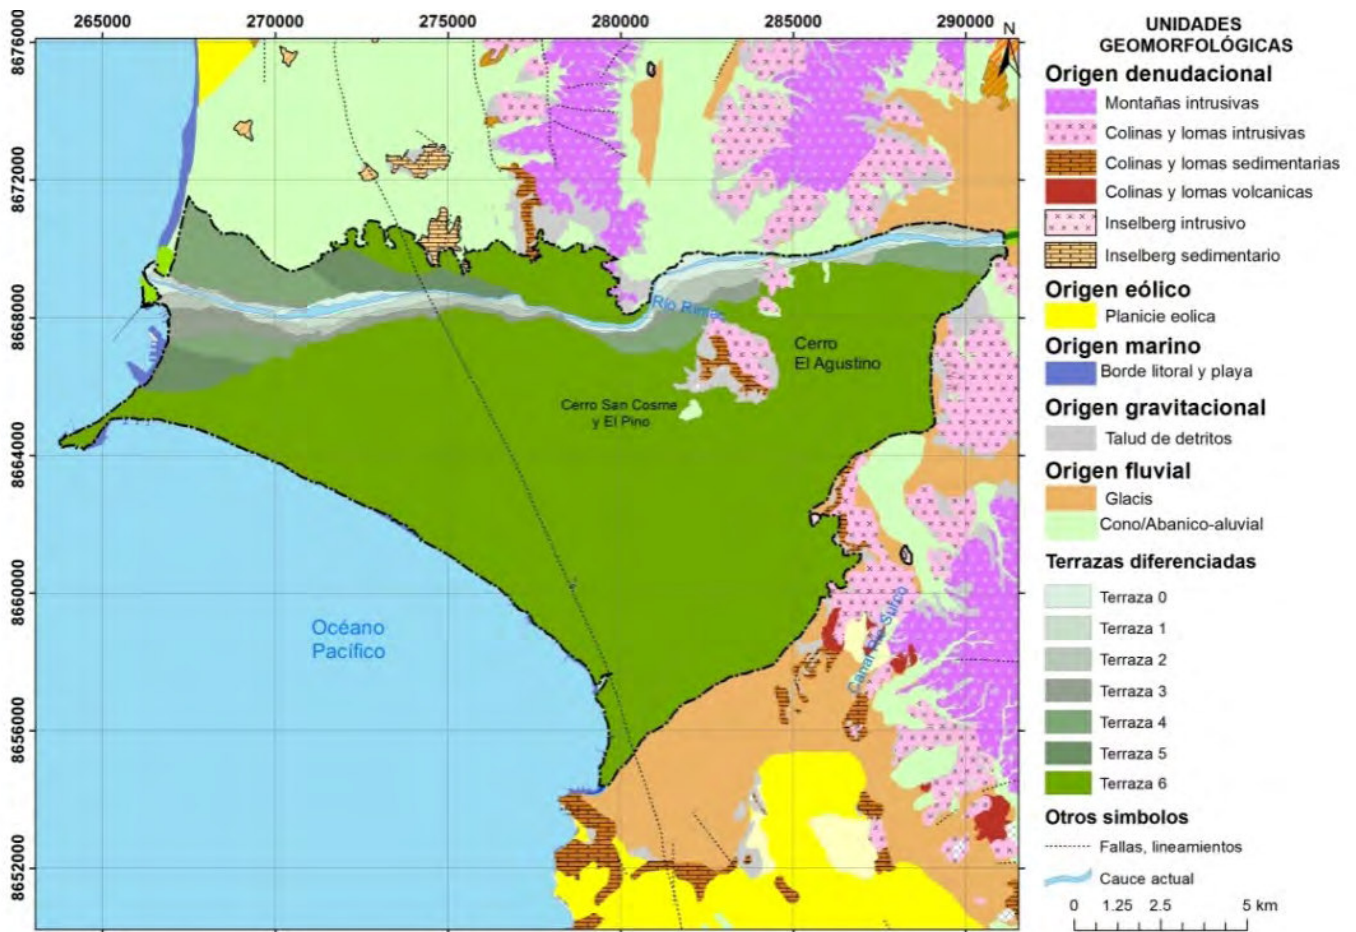 265000
270000
275000
280000
285000
290000
N
8676000
8672000
8668000
8664000
8660000
8656000
8652000
Río Rimac
Cerro
El Agustino
Cerro San Cosme
y El Pino
Océano
Pacífico
Canal Río Surco
UNIDADES
GEOMORFOLÓGICAS
Origen denudacional
Montañas intrusivas
Colinas y lomas intrusivas
Colinas y lomas sedimentarias
Colinas y lomas volcanicas
Inselberg intrusivo
Inselberg sedimentario
Origen eólico
Planicie eolica
Origen marino
Borde litoral y playa
Origen gravitacional
Talud de detritos
Origen fluvial
Glacis
Cono/Abanico-aluvial
Terrazas diferenciadas
Terraza 0
Terraza 1
Terraza 2
Terraza 3
Terraza 4
Terraza 5
Terraza 6
Otros simbolos
Fallas, lineamientos
Cauce actual
0 1.25 2.5 5 km